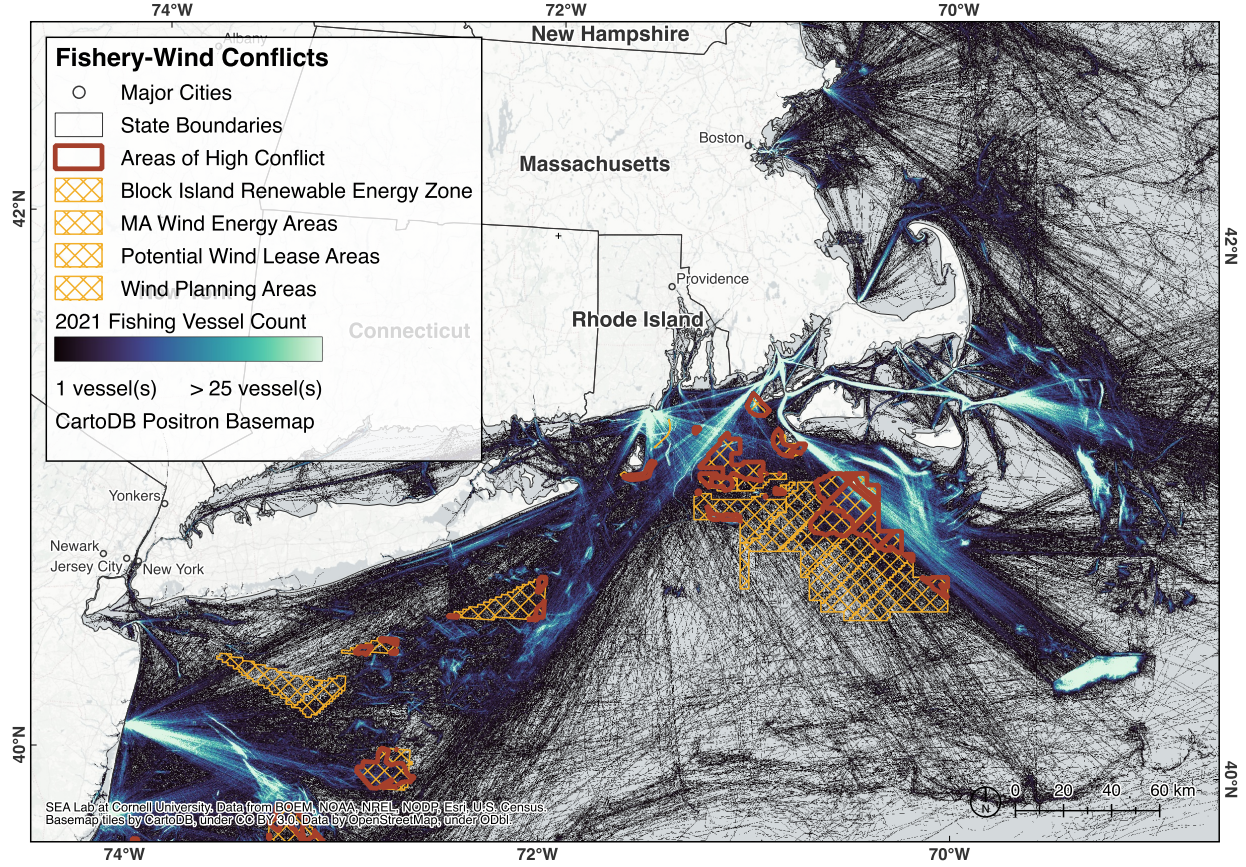 74°W
72°W
70°W
New Hampshire
Albany
Fishery-Wind Conflicts
Major Cities
State Boundaries
Areas of High Conflict
Block Island Renewable Energy Zone
MA Wind Energy Areas
Potential Wind Lease Areas
Wind Planning Areas
2021 Fishing Vessel Count
1 vessel(s)
> 25 vessel(s)
CartoDB Positron Basemap
Boston
Massachusetts
42°N
42°N
Providence
Rhode Island
Connecticut
Yonkers
Newark
Jersey City
New York
40°N
40°N
N
0 20 40 60 km
SEA Lab at Cornell University. Data from BOEM, NOAA, NREL, NODP, Esri, U.S. Census.
Basemap tiles by CartoDB, under CC BY 3.0. Data by OpenStreetMap, under ODbl.
74°W
72°W
70°W